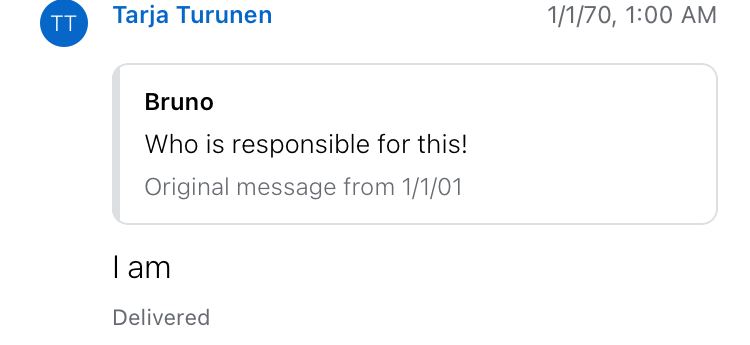 TT
Tarja Turunen
1/1/70, 1:00 AM
Bruno
Who is responsible for this!
Original message from 1/1/01
I am
Delivered